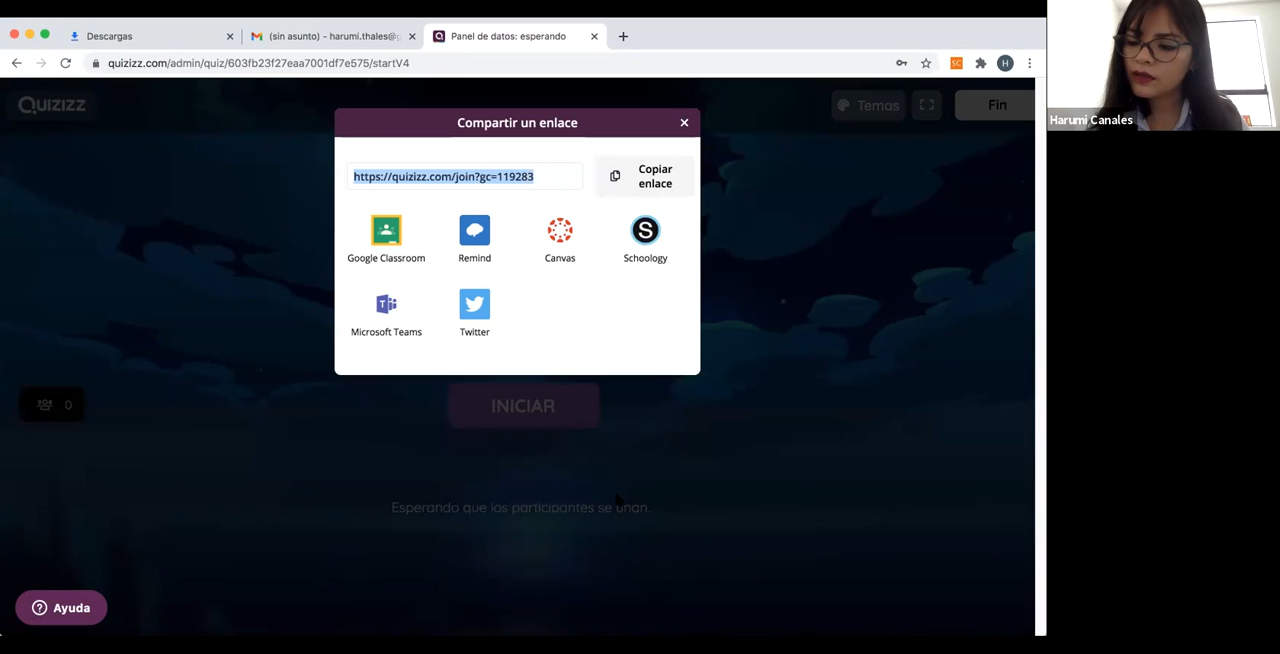 Descargas
(sin asunto) - harumi.thales@g
Panel de datos: esperando
quizizz.com/admin/quiz/603fb23f27eaa7001df7e575/startV4
SC
H
Harumi Canales
QUIZIZZ
Temas
Fin
Compartir un enlace
https://quizizz.com/join?gc=119283
Copiar
enlace
S
Google Classroom
Remind
Canvas
Schoology
T
Microsoft Teams
Twitter
0
INICIAR
Esperando que los participantes se unan.
Ayuda